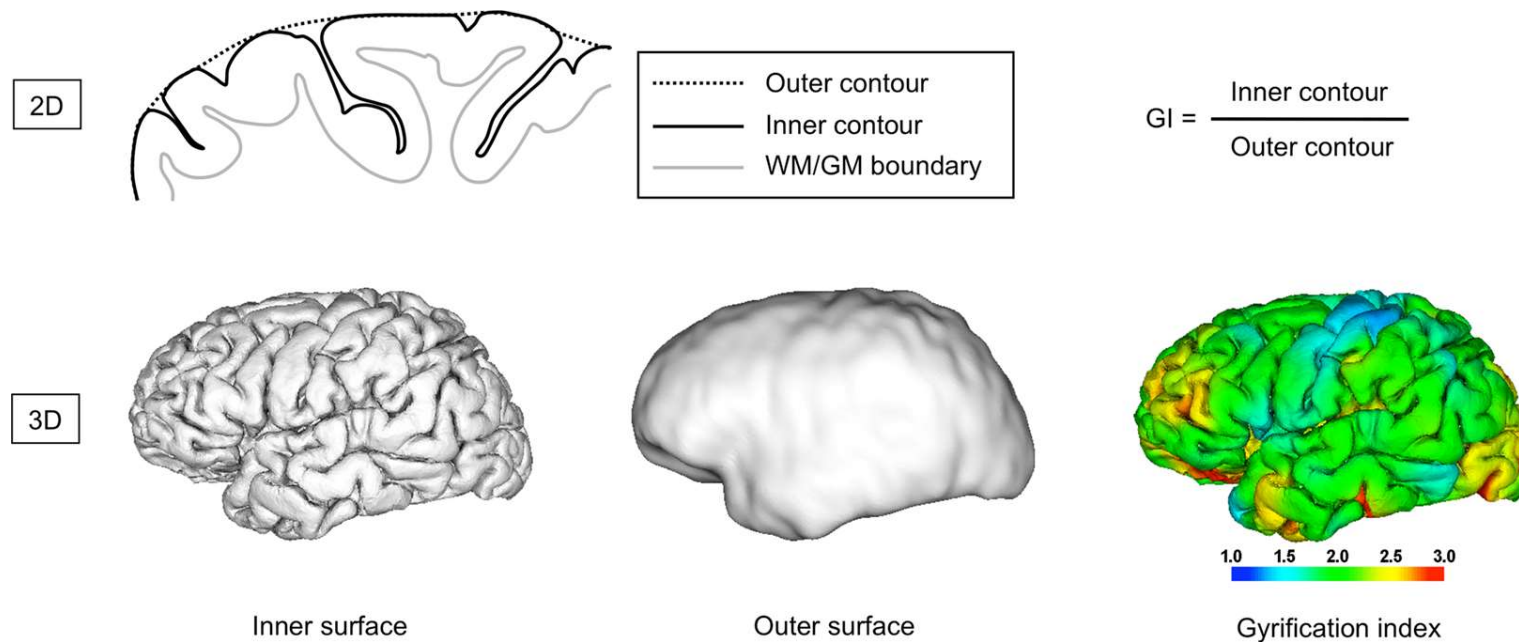 2D
Outer contour
Inner contour
WM/GM boundary
GI =
Inner contour
Outer contour
3D
1.0 1.5 2.0 2.5 3.0
Inner surface
Outer surface
Gyrification index